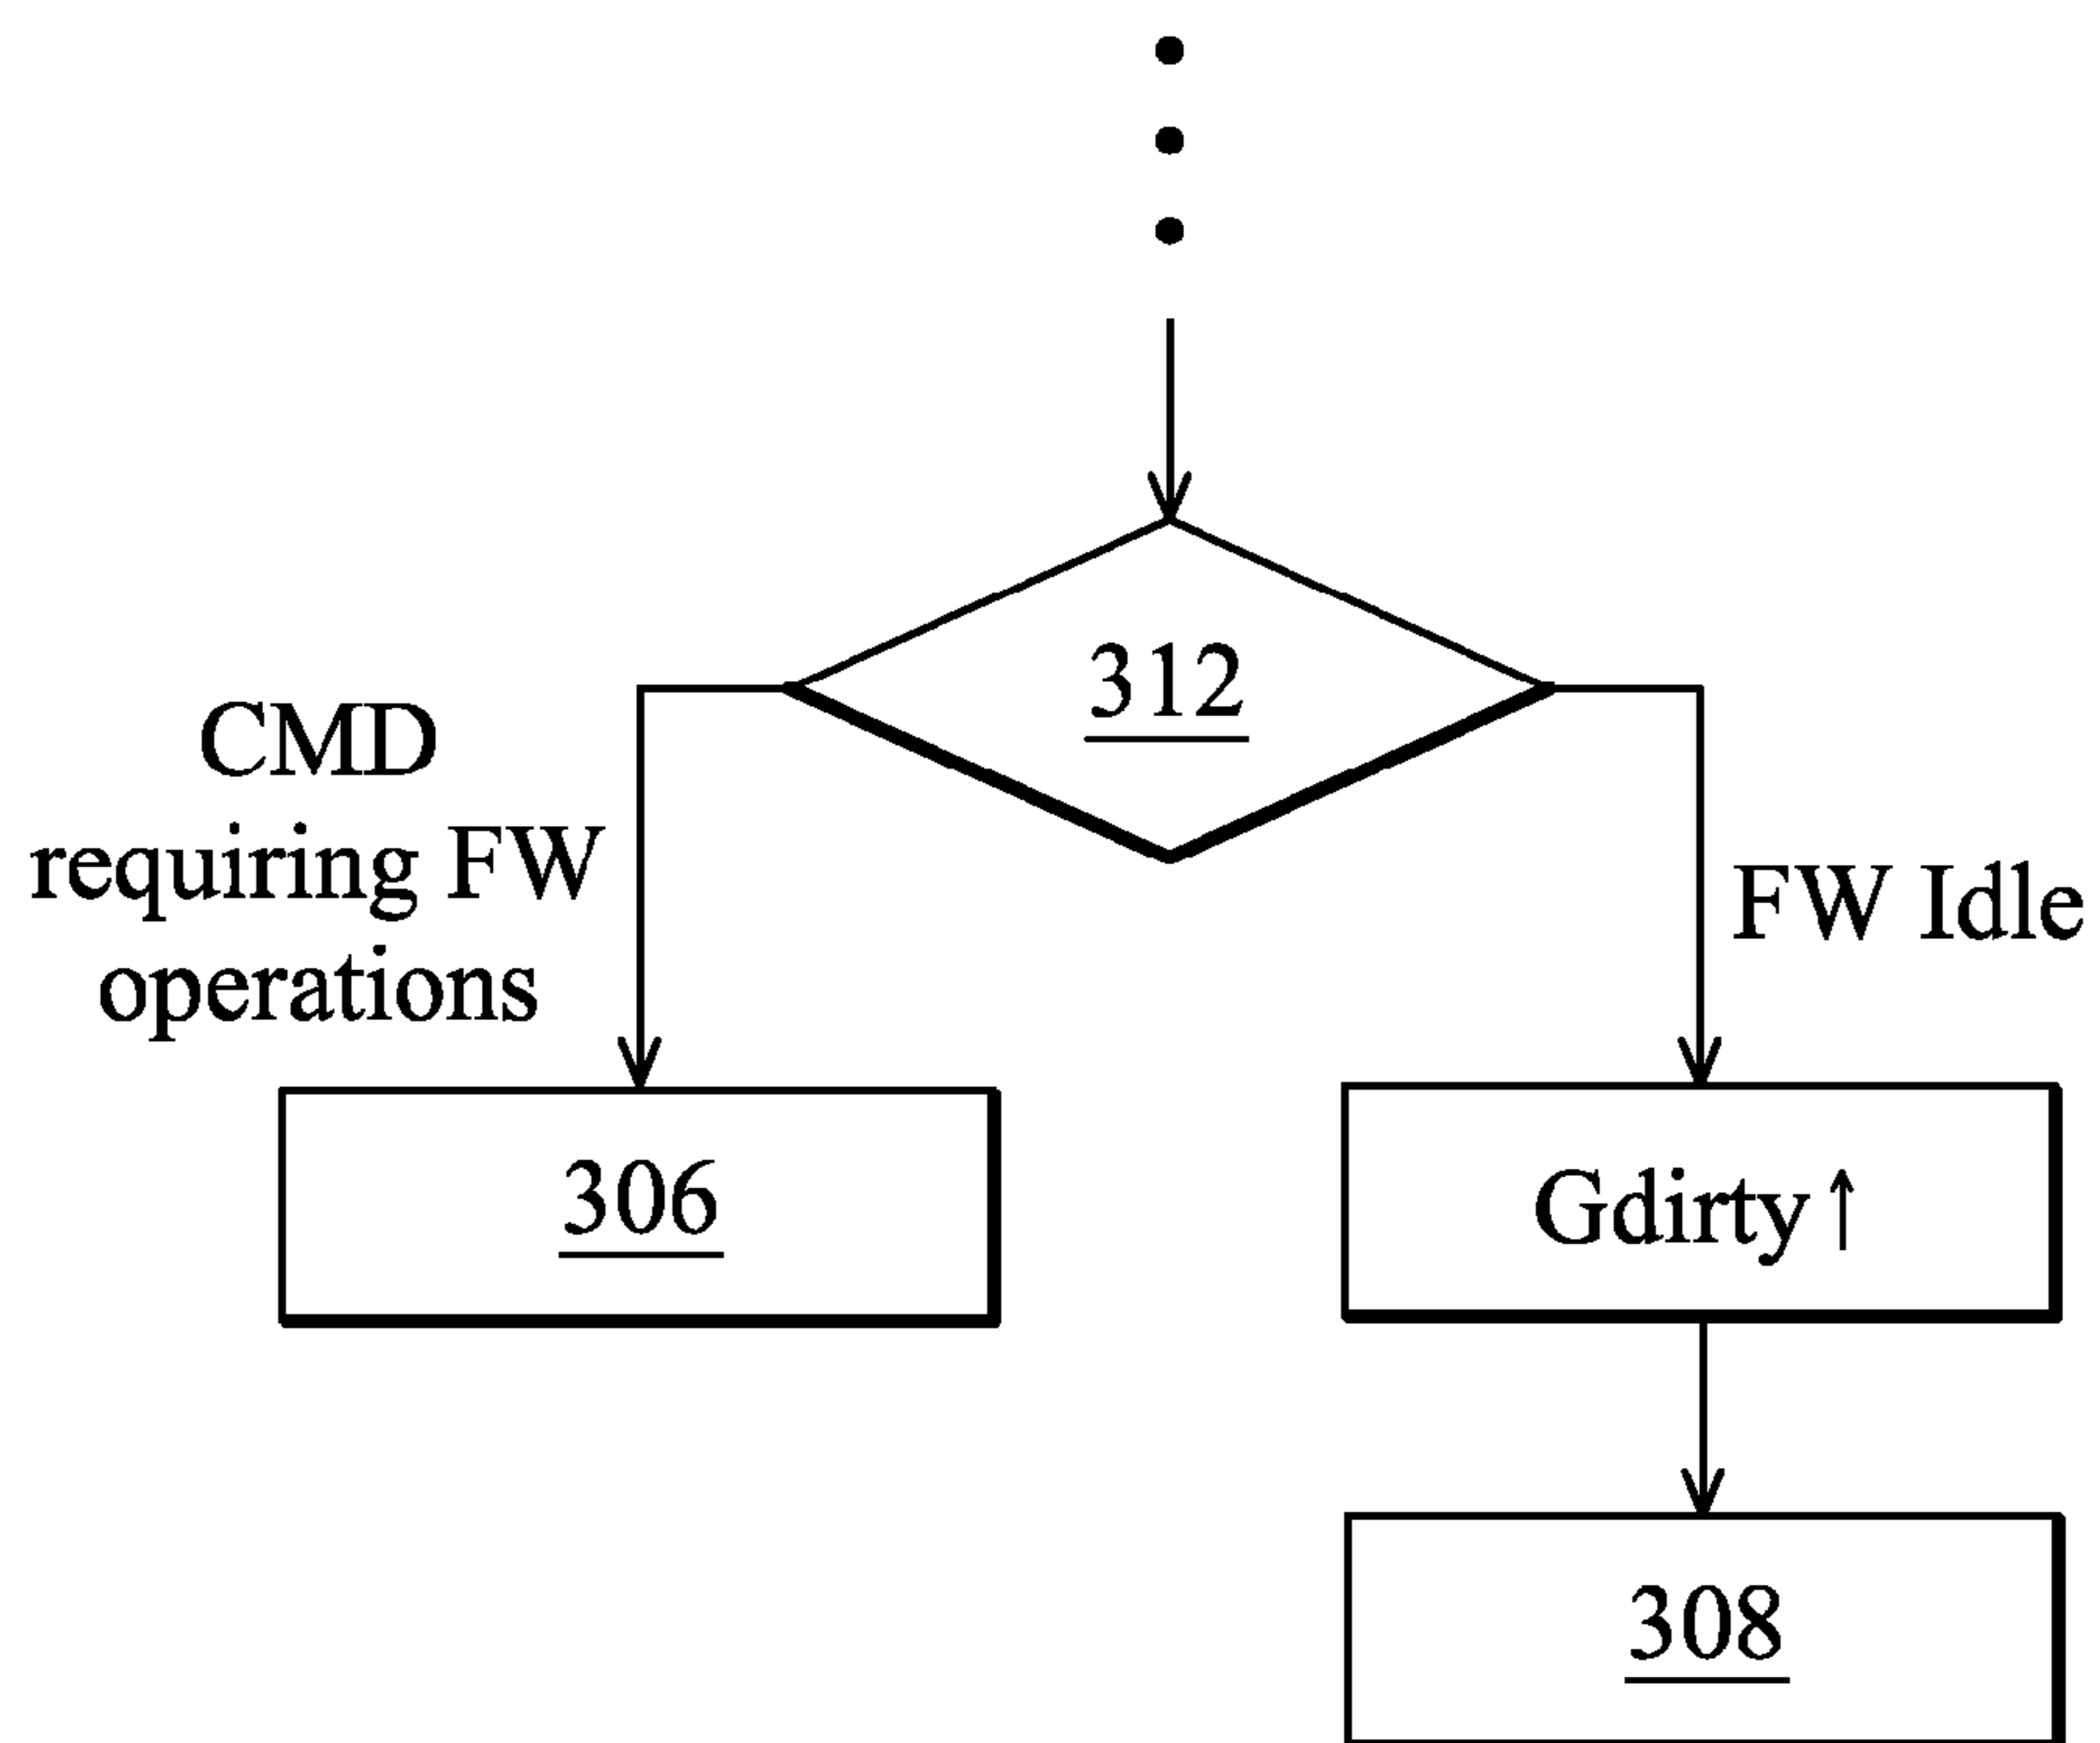 312
CMD
requiring FW
operations
FW Idle
306
Gdirty↑
308